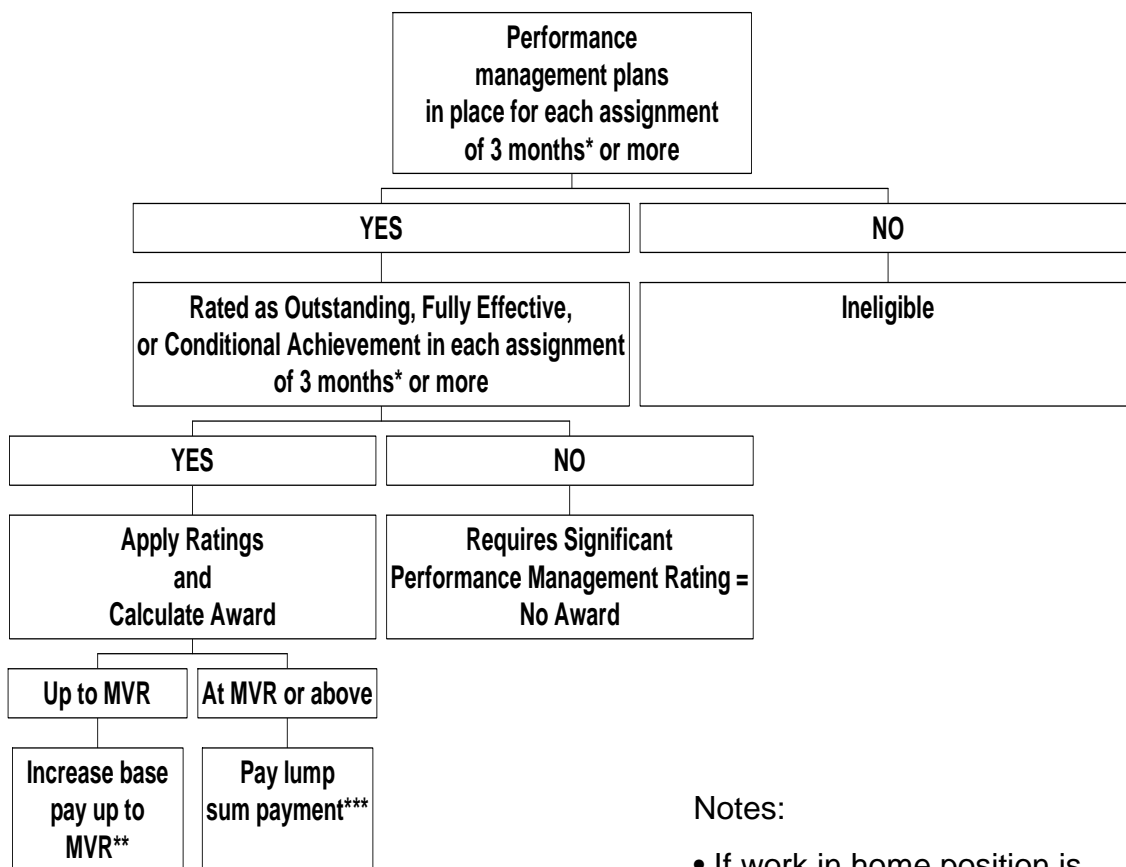 Performance
management plans
in place for each assignment
of 3 months* or more
YES
NO
Rated as Outstanding, Fully Effective,
or Conditional Achievement in each assignment
of 3 months* or more
Ineligible
YES
NO
Apply Ratings
and
Calculate Award
Requires Significant
Performance Management Rating =
No Award
Up to MVR
At MVR or above
Increase base
pay up to
MVR**
Pay lump
sum payment***
Notes:
• If work in home position is